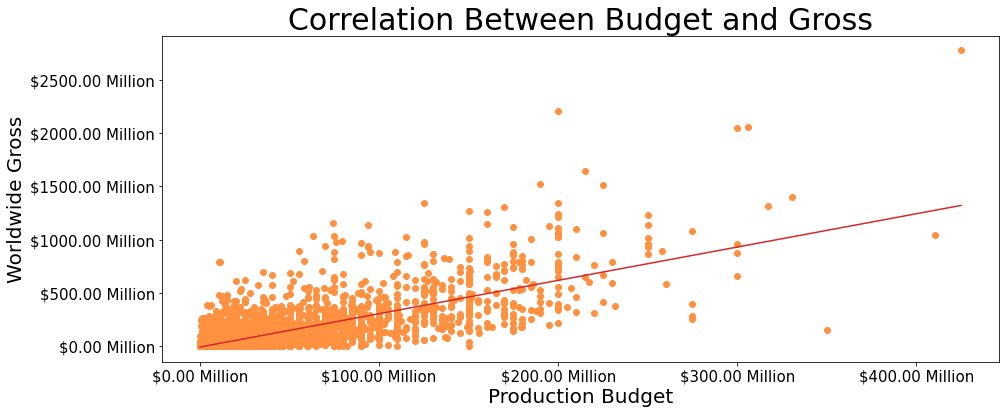 Correlation Between Budget and Gross
Worldwide Gross
$2500.00 Million
$2000.00 Million
$1500.00 Million
$1000.00 Million
$500.00 Million
$0.00 Million
$0.00 Million $100.00 Million $200.00 Million $300.00 Million $400.00 Million
Production Budget